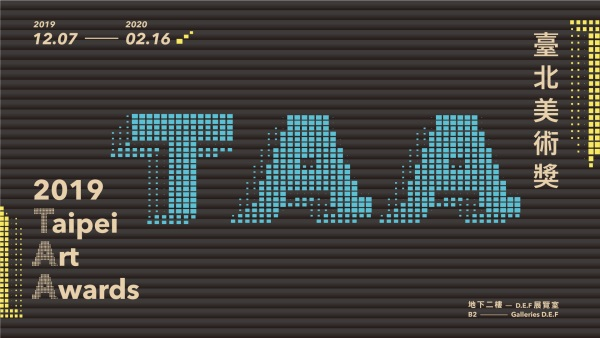 2019 2020
12.07 — 02.16
臺北美術獎
TAA
2019
Taipei
Art
Awards
地下二樓 — D.E.F 展覽室
B2 — Galleries D.E.F